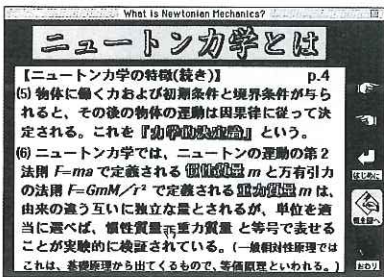 What is Newtonian Mechanics?
ニュートン力学とは
【ニュートン力学の特徴(続き)】 p.4
(5) 物体に働く力および初期条件と境界条件が与ら
れると、その後の物体の運動は因果律に従って決
定される。これを『力学的決定論』という。
(6) ニュートン力学では、ニュートンの運動の第2
法則 F=ma で定義される 慣性質量 m と万有引力
の法則 F=GmM/r² で定義される 重力質量 m は、
由来の違う互いに独立な量とされるが、単位を適
当に選べば、慣性質量 = 重力質量 と等号で表せる
ことが実験的に検証されている。(一般相対性原理では
これは、基礎原理から出てくるもので、等価原理といわれる。)
はじめに
おわり